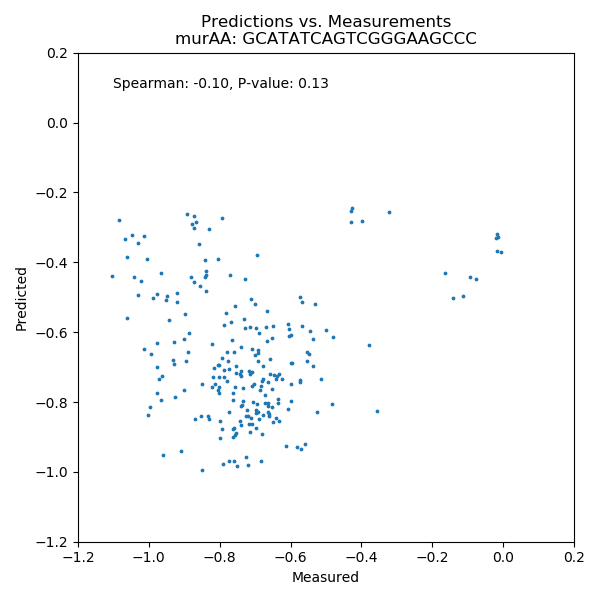 Predictions vs. Measurements
murAA: GCATATCAGTCGGGAAGCCC
Spearman: -0.10, P-value: 0.13
0.2
0.0
−0.2
−0.4
−0.6
−0.8
−1.0
−1.2
Predicted
−1.2 −1.0 −0.8 −0.6 −0.4 −0.2 0.0 0.2
Measured